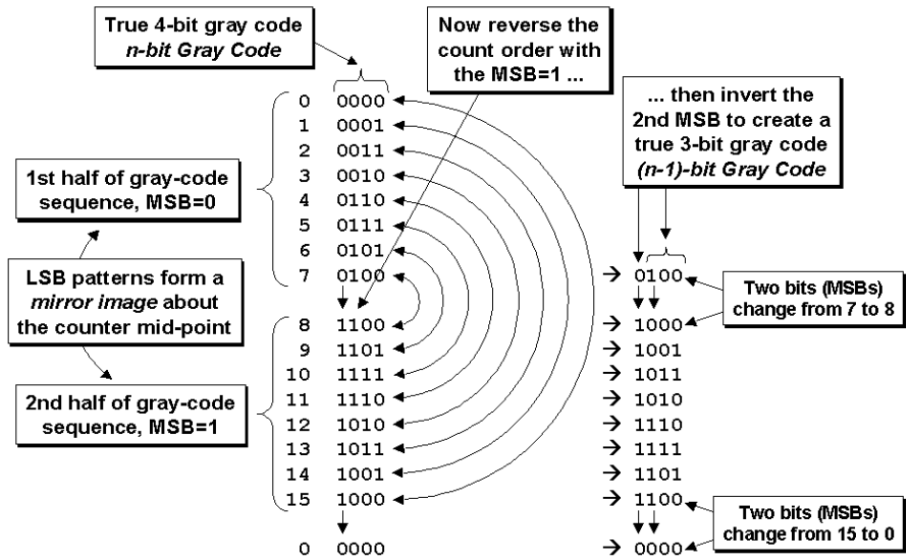 True 4-bit gray code
n-bit Gray Code
Now reverse the
count order with
the MSB=1 ...
... then invert the
2nd MSB to create a
true 3-bit gray code
(n-1)-bit Gray Code
1st half of gray-code
sequence, MSB=0
LSB patterns form a
mirror image about
the counter mid-point
2nd half of gray-code
sequence, MSB=1
0 0000
1 0001
2 0011
3 0010
4 0110
5 0111
6 0101
7 0100 → 0100
8 1100 → 1000
9 1101 → 1001
10 1111 → 1011
11 1110 → 1010
12 1010 → 1110
13 1011 → 1111
14 1001 → 1101
15 1000 → 1100
0 0000 → 0000
Two bits (MSBs)
change from 7 to 8
Two bits (MSBs)
change from 15 to 0